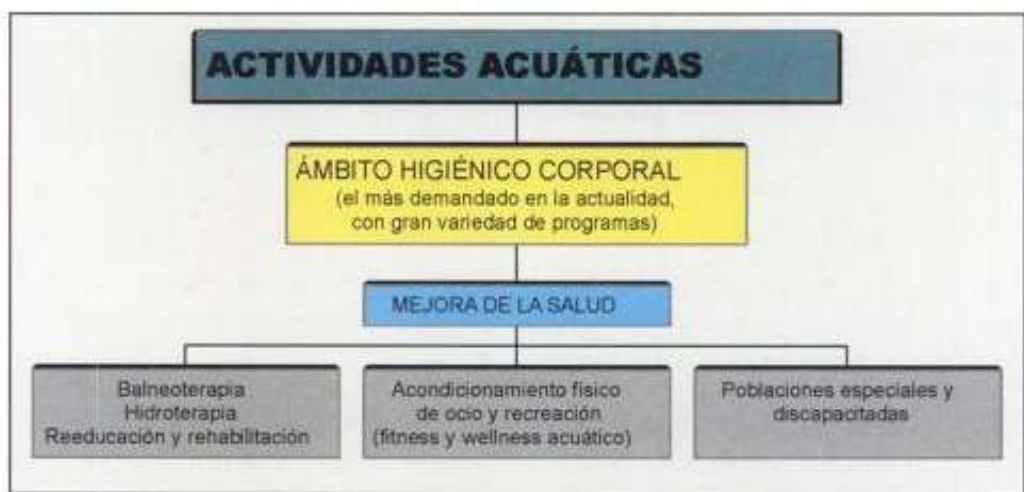 ACTIVIDADES ACUÁTICAS
ÁMBITO HIGIÉNICO CORPORAL
(el más demandado en la actualidad,
con gran variedad de programas)
MEJORA DE LA SALUD
Balneoterapia
Hidroterapia
Reeducación y rehabilitación
Acondicionamiento físico
de ocio y recreación
(fitness y wellness acuático)
Poblaciones especiales y
discapacitadas